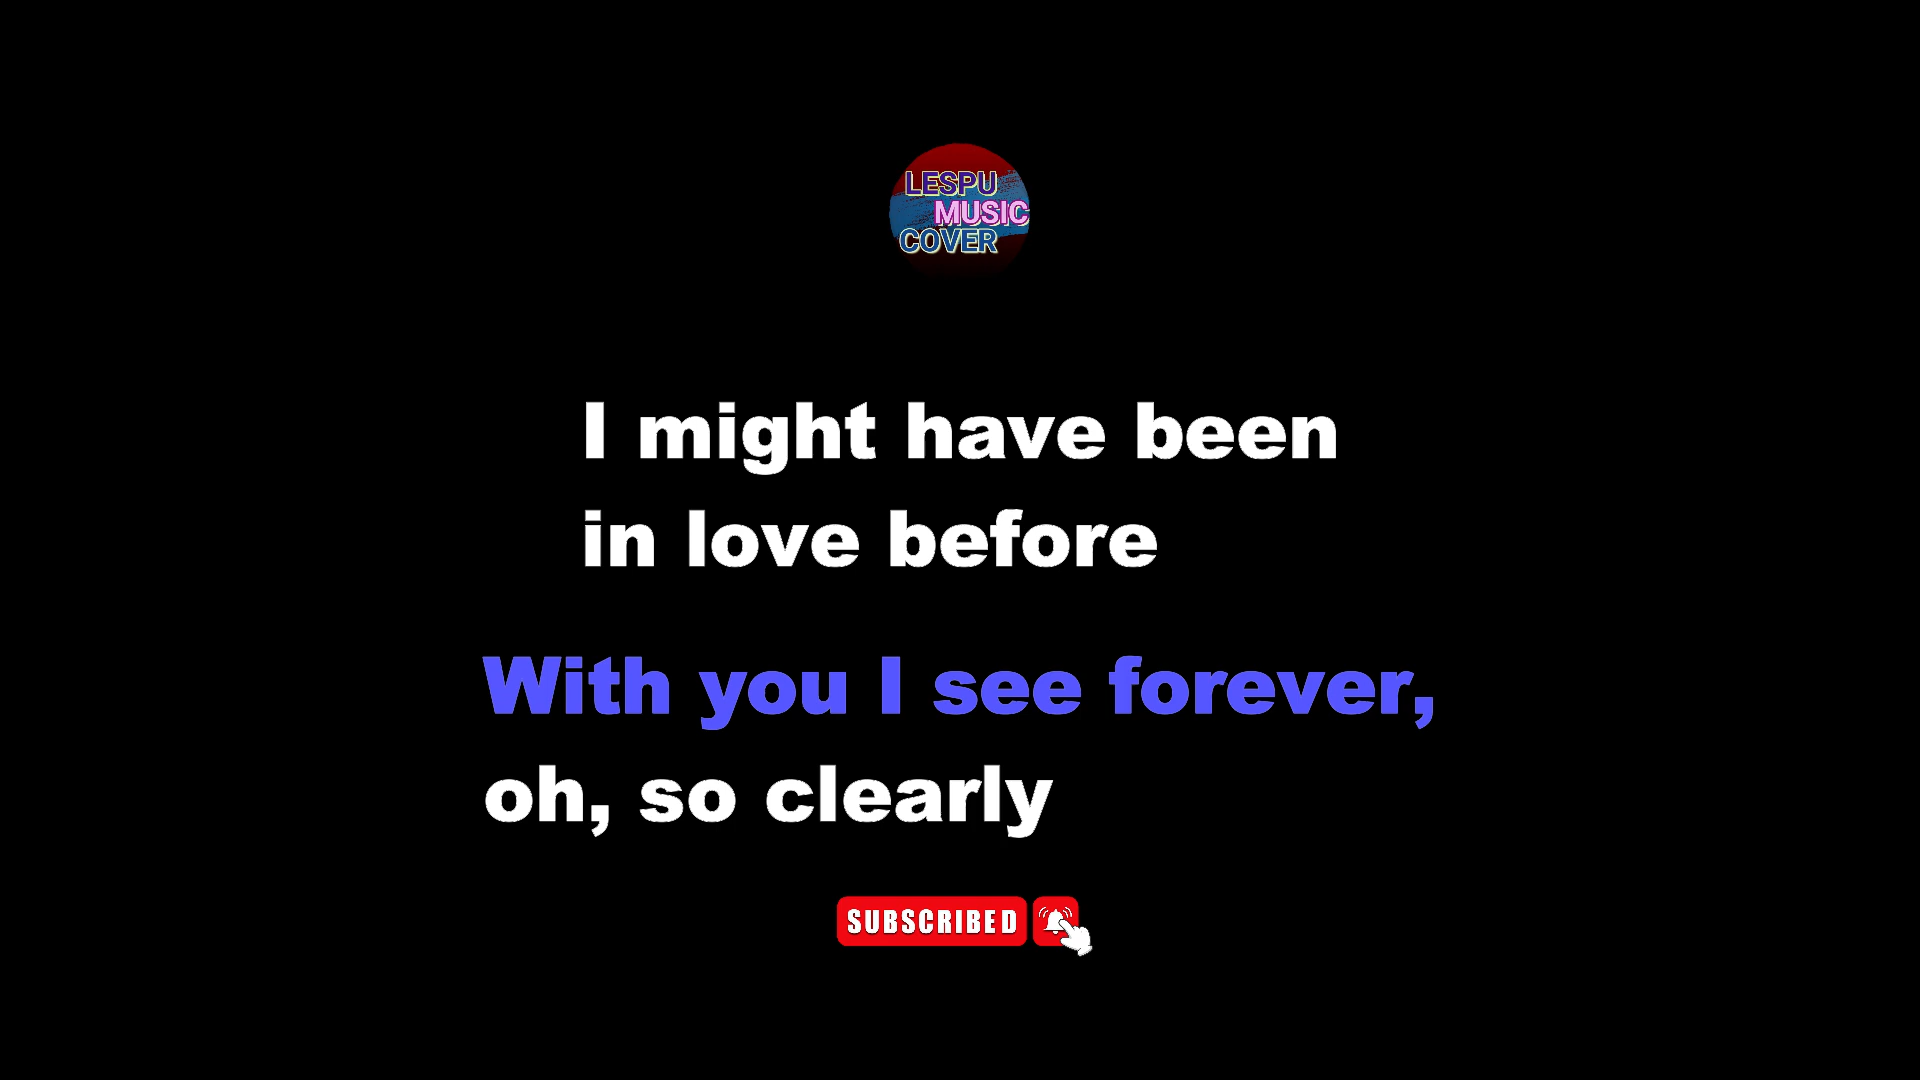 LESPU
MUSIC
COVER
I might have been
in love before
With you I see forever,
oh, so clearly
SUBSCRIBED